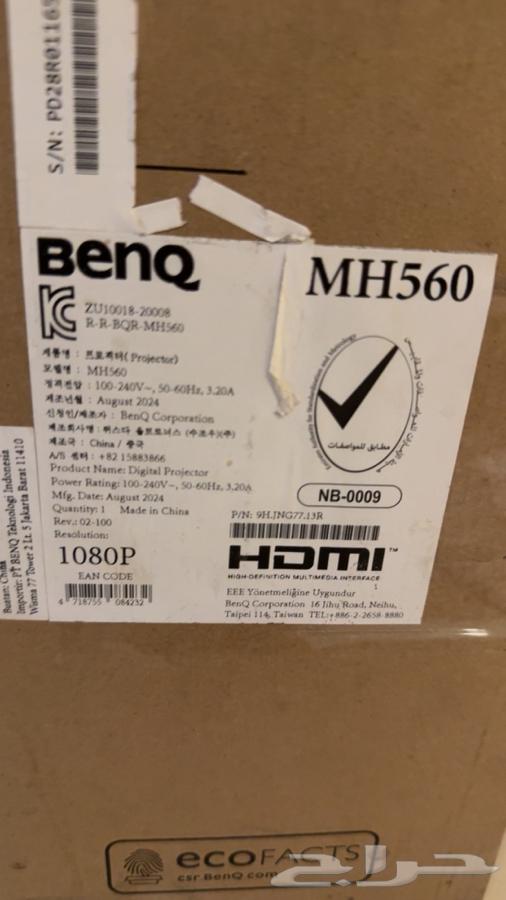 S/N: PD28R01165
BenQ
MH560
ZU10018-20008
R-R-BQR-MH560
제품명 : 프로젝터( Projector)
모델명 : MH560
정격전압 : 100-240V~, 50-60Hz, 3.20A
제조년월 : August 2024
신청인/제조자 : BenQ Corporation
제조국 : China / 중국
A/S 센터 : +82 15883866
Product Name: Digital Projector
Power Rating: 100-240V~, 50-60Hz, 3.20A
Mfg. Date: August 2024
Quantity: 1 Made in China
Rev.: 02-100
Resolution:
1080P
EAN CODE
4 718755 084232
مطابق للمواصفات
NB-0009
P/N: 9H.JNG77.13R
HDMI™
HIGH-DEFINITION MULTIMEDIA INTERFACE
EEE Yönetmeliğine Uygundur
BenQ Corporation 16 Jihu Road, Neihu,
Taipei 114, Taiwan TEL:+886-2-2658-8880
Buatan: China
Importir: PT BENQ Teknologi Indonesia
Wisma 77 Tower 2 Lt. 5 Jakarta Barat 11410
ecoFACTS
csr.BenQ.com
حراج